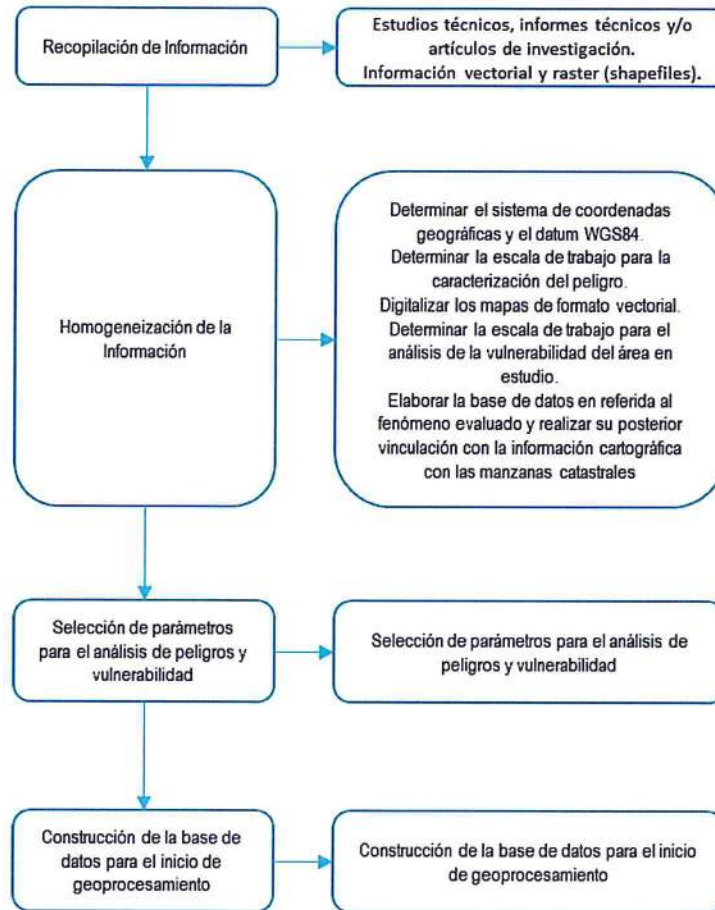 Recopilación de Información
Estudios técnicos, informes técnicos y/o
artículos de investigación.
Información vectorial y raster (shapefiles).
Homogeneización de la
Información
Determinar el sistema de coordenadas
geográficas y el datum WGS84.
Determinar la escala de trabajo para la
caracterización del peligro.
Digitalizar los mapas de formato vectorial.
Determinar la escala de trabajo para el
análisis de la vulnerabilidad del área en
estudio.
Elaborar la base de datos en referida al
fenómeno evaluado y realizar su posterior
vinculación con la información cartográfica
con las manzanas catastrales
Selección de parámetros
para el análisis de peligros y
vulnerabilidad
Selección de parámetros para el análisis de
peligros y vulnerabilidad
Construcción de la base de
datos para el inicio de
geoprocesamiento
Construcción de la base de datos para el inicio
de geoprocesamiento